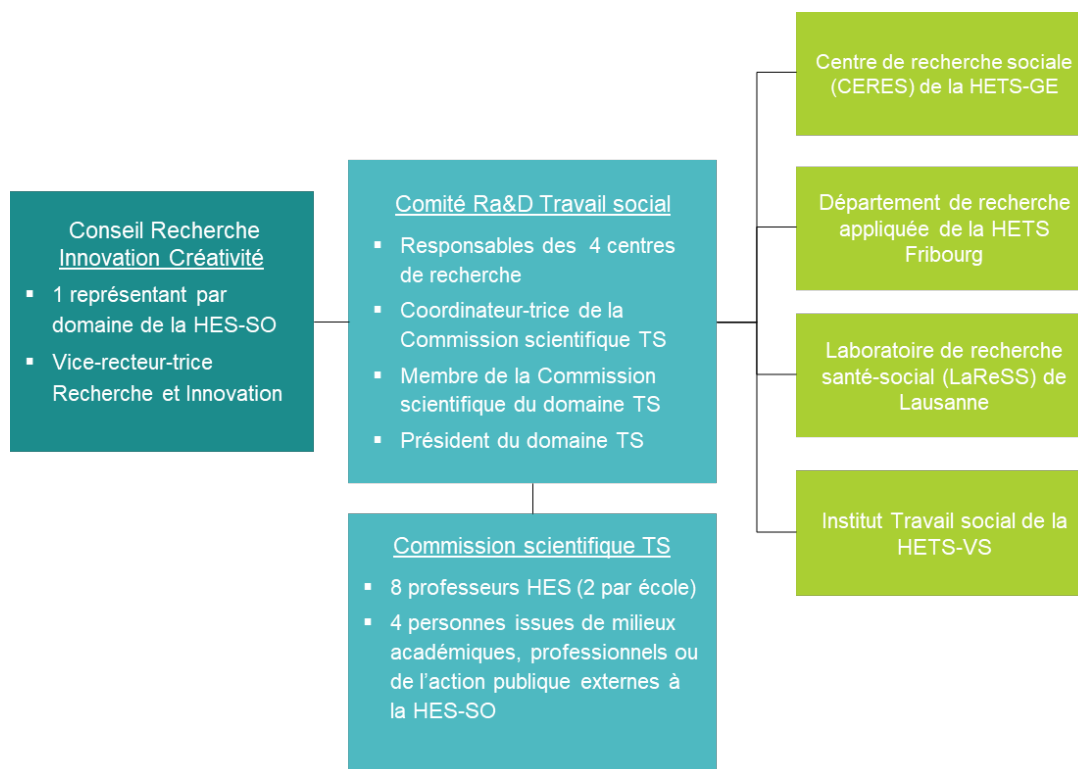 Conseil Recherche
Innovation Créativité
▪ 1 représentant par
domaine de la HES-SO
▪ Vice-recteur-trice
Recherche et Innovation
Comité Ra&D Travail social
▪ Responsables des 4 centres
de recherche
▪ Coordinateur-trice de la
Commission scientifique TS
▪ Membre de la Commission
scientifique du domaine TS
▪ Président du domaine TS
Commission scientifique TS
▪ 8 professeurs HES (2 par école)
▪ 4 personnes issues de milieux
académiques, professionnels ou
de l'action publique externes à
la HES-SO
Centre de recherche sociale
(CERES) de la HETS-GE
Département de recherche
appliquée de la HETS
Fribourg
Laboratoire de recherche
santé-social (LaReSS) de
Lausanne
Institut Travail social de la
HETS-VS